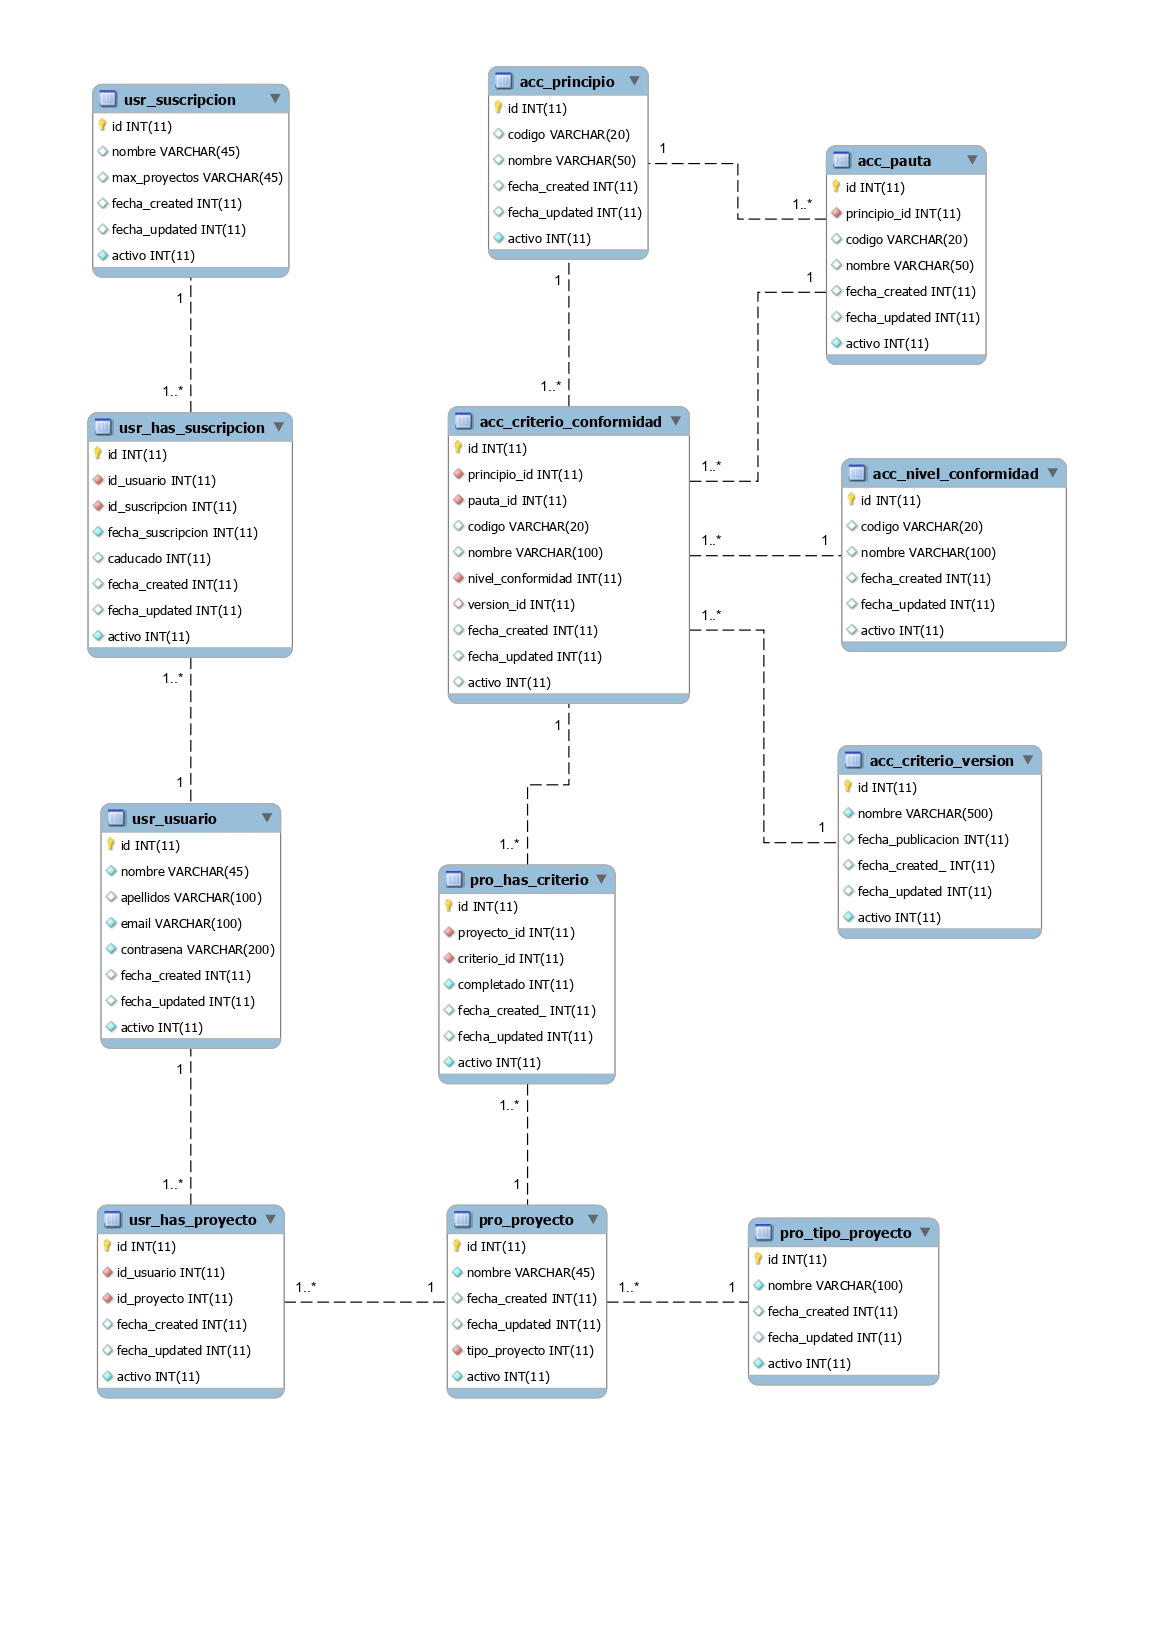 usr_suscripcion
id INT(11)
nombre VARCHAR(45)
max_proyectos VARCHAR(45)
fecha_created INT(11)
fecha_updated INT(11)
activo INT(11)
1
1..*
usr_has_suscripcion
id INT(11)
id_usuario INT(11)
id_suscripcion INT(11)
fecha_suscripcion INT(11)
caducado INT(11)
fecha_created INT(11)
fecha_updated INT(11)
activo INT(11)
1..*
1
usr_usuario
id INT(11)
nombre VARCHAR(45)
apellidos VARCHAR(100)
email VARCHAR(100)
contrasena VARCHAR(200)
fecha_created INT(11)
fecha_updated INT(11)
activo INT(11)
1
1..*
usr_has_proyecto
id INT(11)
id_usuario INT(11)
id_proyecto INT(11)
fecha_created INT(11)
fecha_updated INT(11)
activo INT(11)
1..*
1
acc_principio
id INT(11)
codigo VARCHAR(20)
nombre VARCHAR(50)
fecha_created INT(11)
fecha_updated INT(11)
activo INT(11)
1
1..*
1
1..*
acc_criterio_conformidad
id INT(11)
principio_id INT(11)
pauta_id INT(11)
codigo VARCHAR(20)
nombre VARCHAR(100)
nivel_conformidad INT(11)
version_id INT(11)
fecha_created INT(11)
fecha_updated INT(11)
activo INT(11)
1
1..*
pro_has_criterio
id INT(11)
proyecto_id INT(11)
criterio_id INT(11)
completado INT(11)
fecha_created_ INT(11)
fecha_updated INT(11)
activo INT(11)
1..*
1
pro_proyecto
id INT(11)
nombre VARCHAR(45)
fecha_created INT(11)
fecha_updated INT(11)
tipo_proyecto INT(11)
activo INT(11)
1..*
1
acc_pauta
id INT(11)
principio_id INT(11)
codigo VARCHAR(20)
nombre VARCHAR(50)
fecha_created INT(11)
fecha_updated INT(11)
activo INT(11)
1
1..*
1..*
1
acc_nivel_conformidad
id INT(11)
codigo VARCHAR(20)
nombre VARCHAR(100)
fecha_created INT(11)
fecha_updated INT(11)
activo INT(11)
1..*
1
acc_criterio_version
id INT(11)
nombre VARCHAR(500)
fecha_publicacion INT(11)
fecha_created_ INT(11)
fecha_updated INT(11)
activo INT(11)
pro_tipo_proyecto
id INT(11)
nombre VARCHAR(100)
fecha_created INT(11)
fecha_updated INT(11)
activo INT(11)